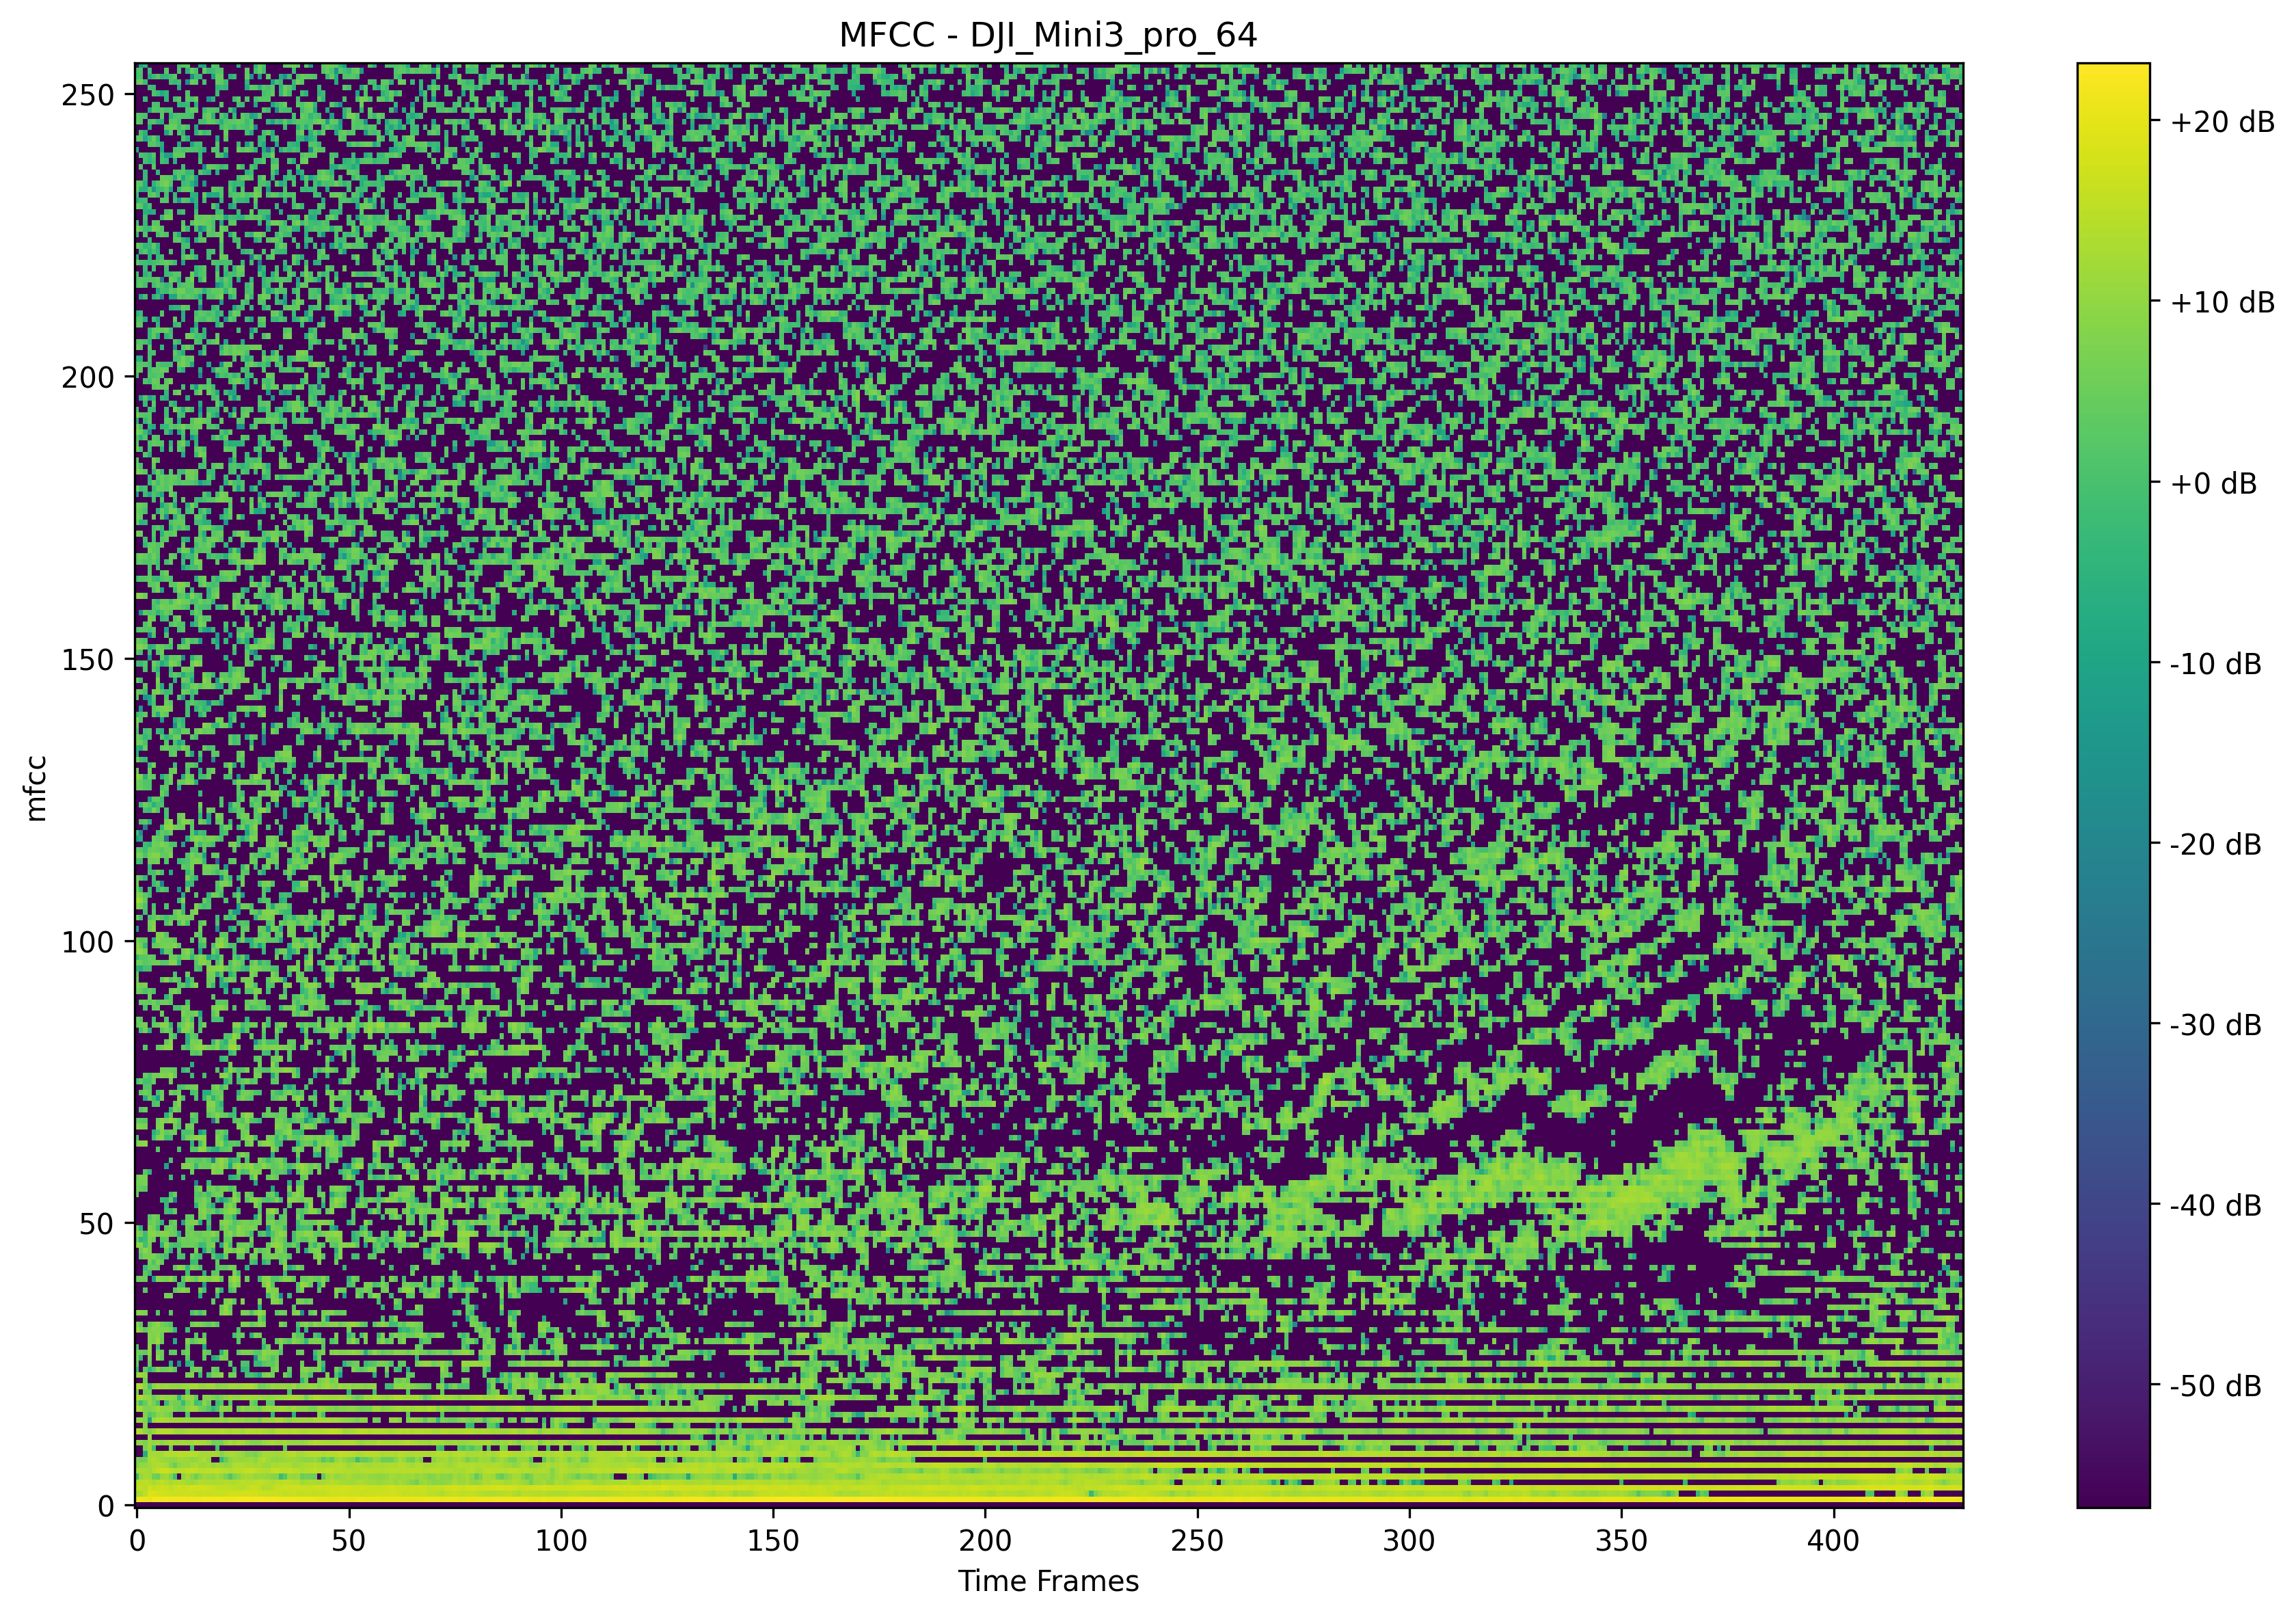 MFCC - DJI_Mini3_pro_64
250
200
150
100
50
0
mfcc
0 50 100 150 200 250 300 350 400
Time Frames
+20 dB
+10 dB
+0 dB
-10 dB
-20 dB
-30 dB
-40 dB
-50 dB